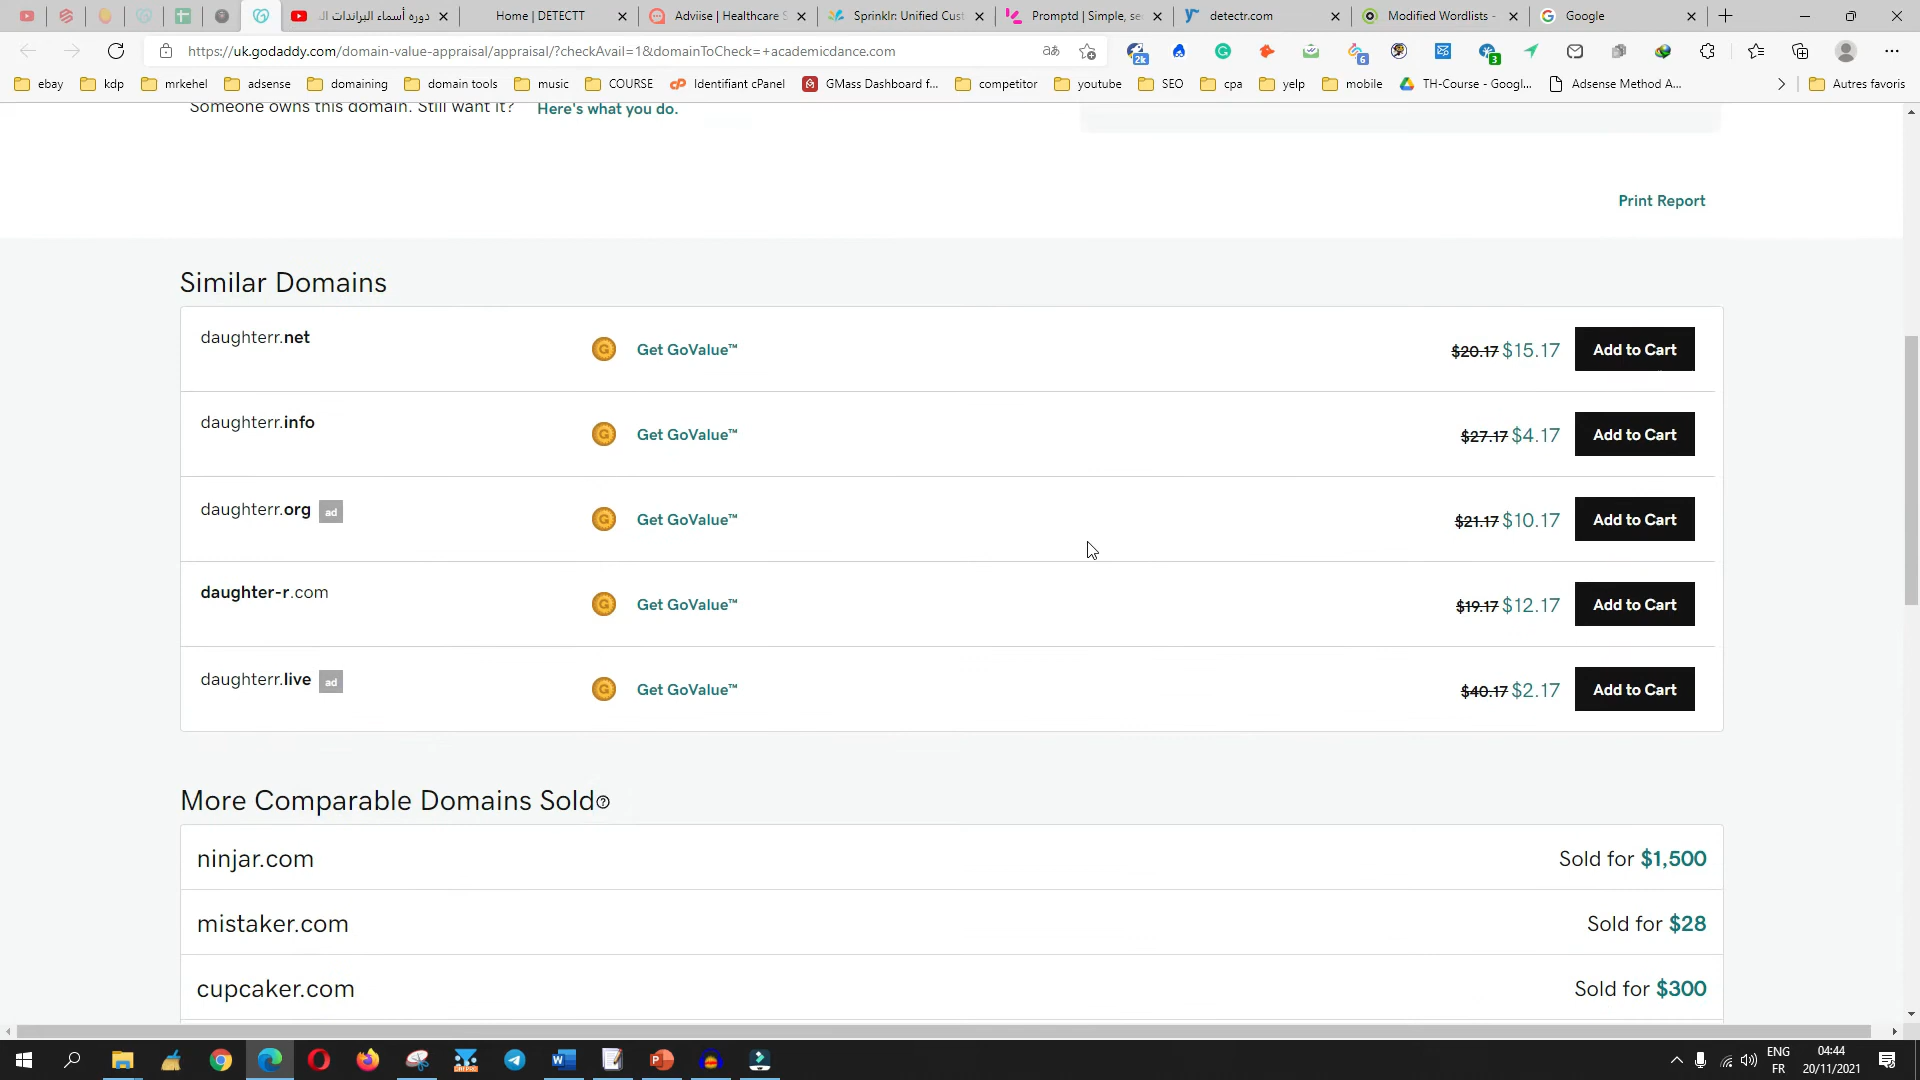 دوره أسماء البراندات الـ
Home | DETECTT
Adviise | Healthcare S
Sprinklr: Unified Cust
Promptd | Simple, se
detectr.com
Modified Wordlists -
Google
https://uk.godaddy.com/domain-value-appraisal/appraisal/?checkAvail=1&domainToCheck=+academicdance.com
2k
6
3
ebay
kdp
mrkehel
adsense
domaining
domain tools
music
COURSE
Identifiant cPanel
GMass Dashboard f...
competitor
youtube
SEO
cpa
yelp
mobile
TH-Course - Googl...
Adsense Method A...
Autres favoris
Someone owns this domain. Still want it? Here's what you do.
Print Report
Similar Domains
daughterr.net Get GoValue™ $20.17 $15.17 Add to Cart
daughterr.info Get GoValue™ $27.17 $4.17 Add to Cart
daughterr.org ad Get GoValue™ $21.17 $10.17 Add to Cart
daughter-r.com Get GoValue™ $19.17 $12.17 Add to Cart
daughterr.live ad Get GoValue™ $40.17 $2.17 Add to Cart
More Comparable Domains Sold
ninjar.com Sold for $1,500
mistaker.com Sold for $28
cupcaker.com Sold for $300
ENG
FR
04:44
20/11/2021